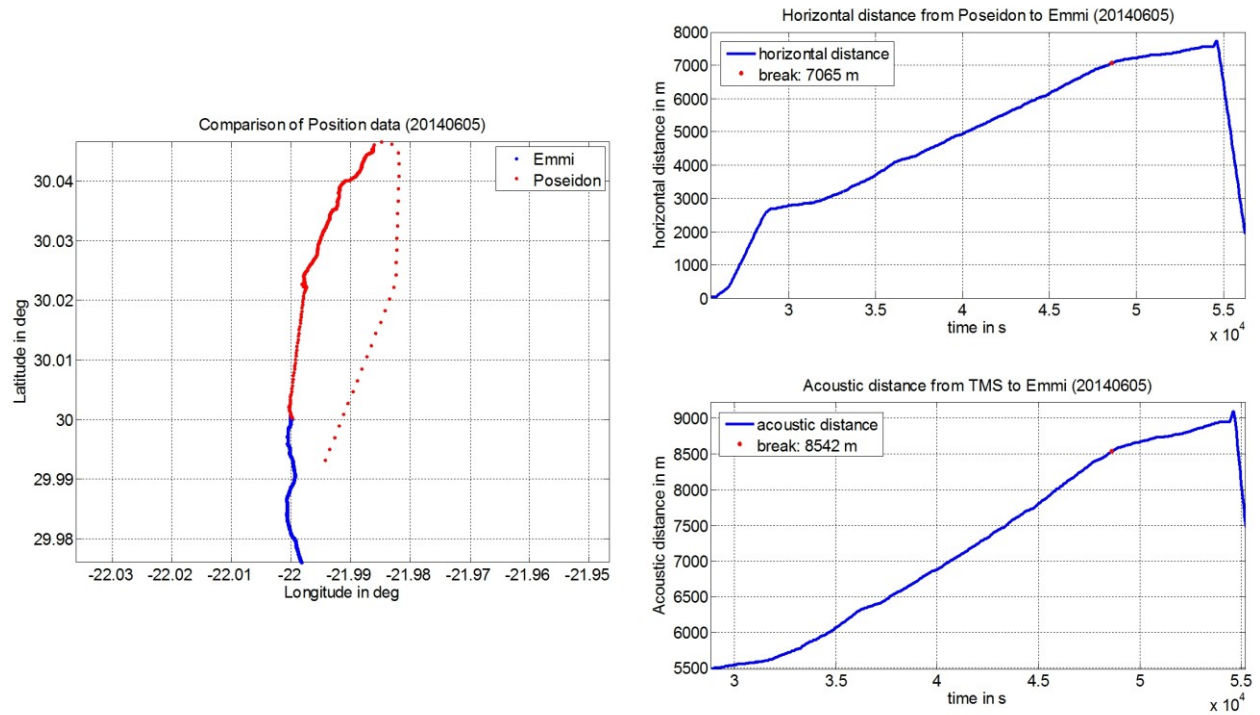 Comparison of Position data (20140605)
Emmi
Poseidon
30.04
30.03
30.02
30.01
30
29.99
29.98
Latitude in deg
-22.03 -22.02 -22.01 -22 -21.99 -21.98 -21.97 -21.96 -21.95
Longitude in deg
Horizontal distance from Poseidon to Emmi (20140605)
horizontal distance
break: 7065 m
8000
7000
6000
5000
4000
3000
2000
1000
0
horizontal distance in m
3 3.5 4 4.5 5 5.5
time in s
x 10^4
Acoustic distance from TMS to Emmi (20140605)
acoustic distance
break: 8542 m
9000
8500
8000
7500
7000
6500
6000
5500
Acoustic distance in m
3 3.5 4 4.5 5 5.5
time in s
x 10^4